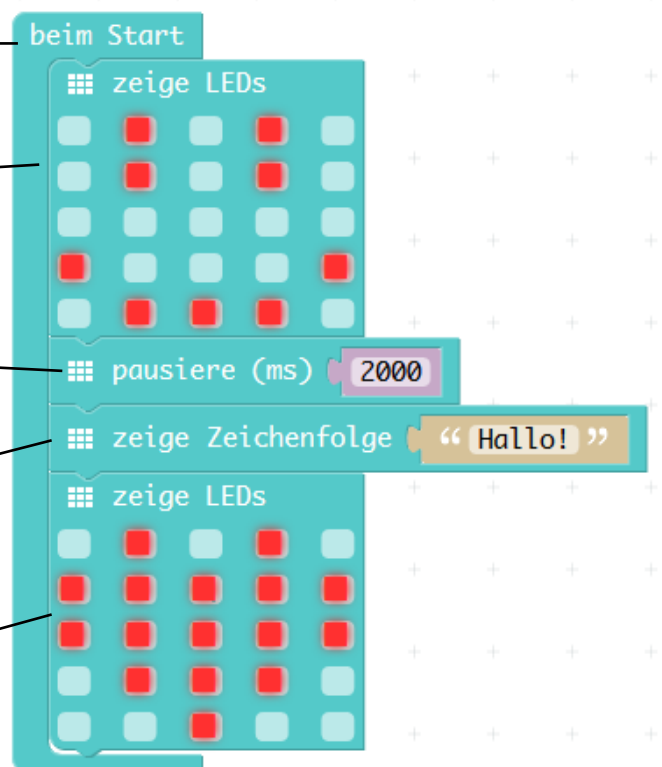 beim Start
zeige LEDs
pausiere (ms) 2000
zeige Zeichenfolge “ Hallo! ”
zeige LEDs